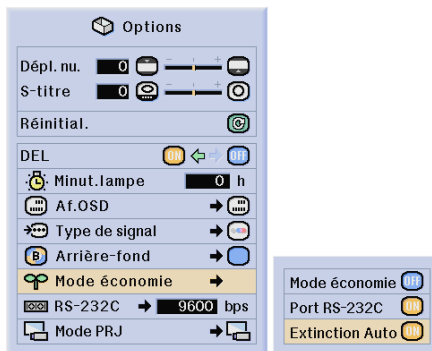 Options
Dépl. nu. 0 - +
S-titre 0 - +
Réinitial.
DEL ON OFF
Minut.lampe 0 h
Af.OSD
Type de signal
B Arrière-fond
Mode économie
RS-232C 9600 bps
Mode PRJ
Mode économie OFF
Port RS-232C ON
Extinction Auto ON